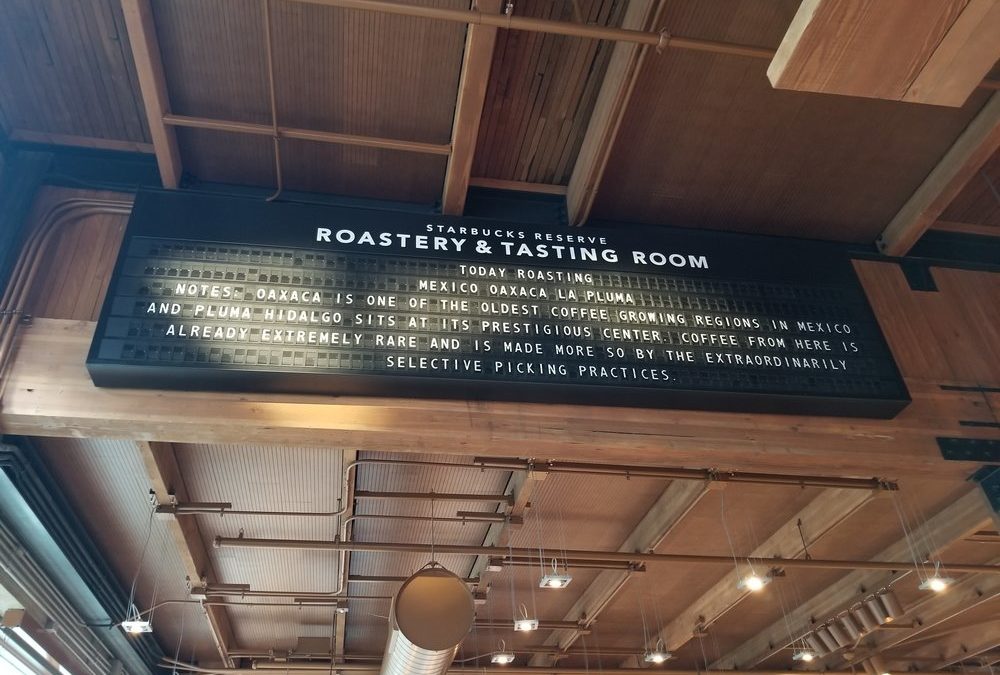 STARBUCKS RESERVE
ROASTERY & TASTING ROOM
TODAY ROASTING
MEXICO OAXACA LA PLUMA
NOTES: OAXACA IS ONE OF THE OLDEST COFFEE GROWING REGIONS IN MEXICO
AND PLUMA HIDALGO SITS AT ITS PRESTIGIOUS CENTER. COFFEE FROM HERE IS
ALREADY EXTREMELY RARE AND IS MADE MORE SO BY THE EXTRAORDINARILY
SELECTIVE PICKING PRACTICES.